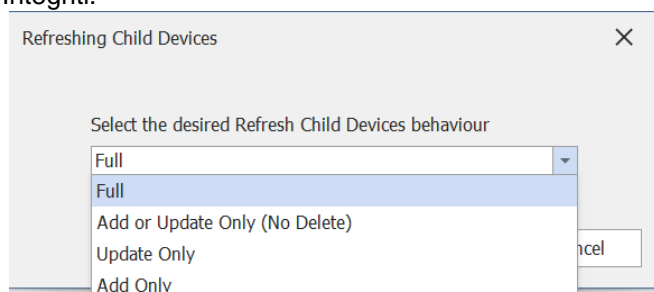 Integriti.
Refreshing Child Devices
Select the desired Refresh Child Devices behaviour
Full
Full
Add or Update Only (No Delete)
Update Only
Add Only